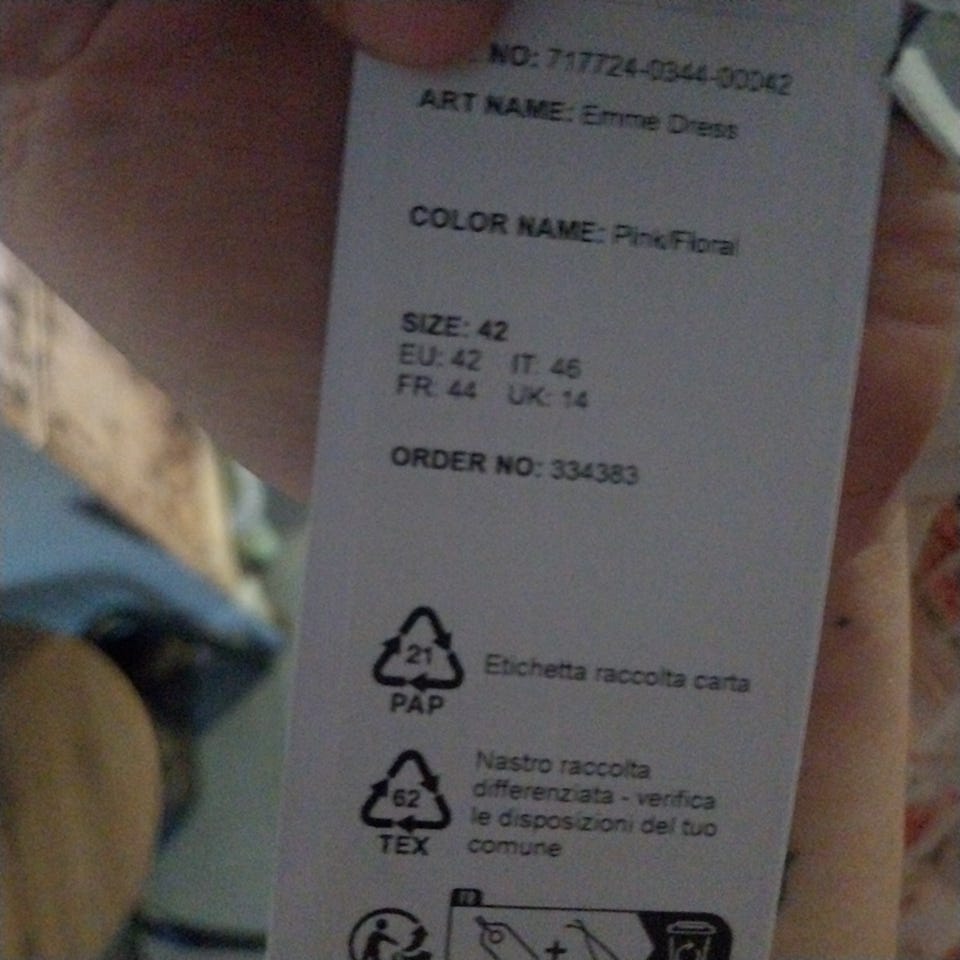 NO: 717724-0344-00042
ART NAME: Emme Dress
COLOR NAME: Pink/Floral
SIZE: 42
EU: 42 IT: 46
FR: 44 UK: 14
ORDER NO: 334383
21
PAP
Etichetta raccolta carta
62
TEX
Nastro raccolta
differenziata - verifica
le disposizioni del tuo
comune
FR
+